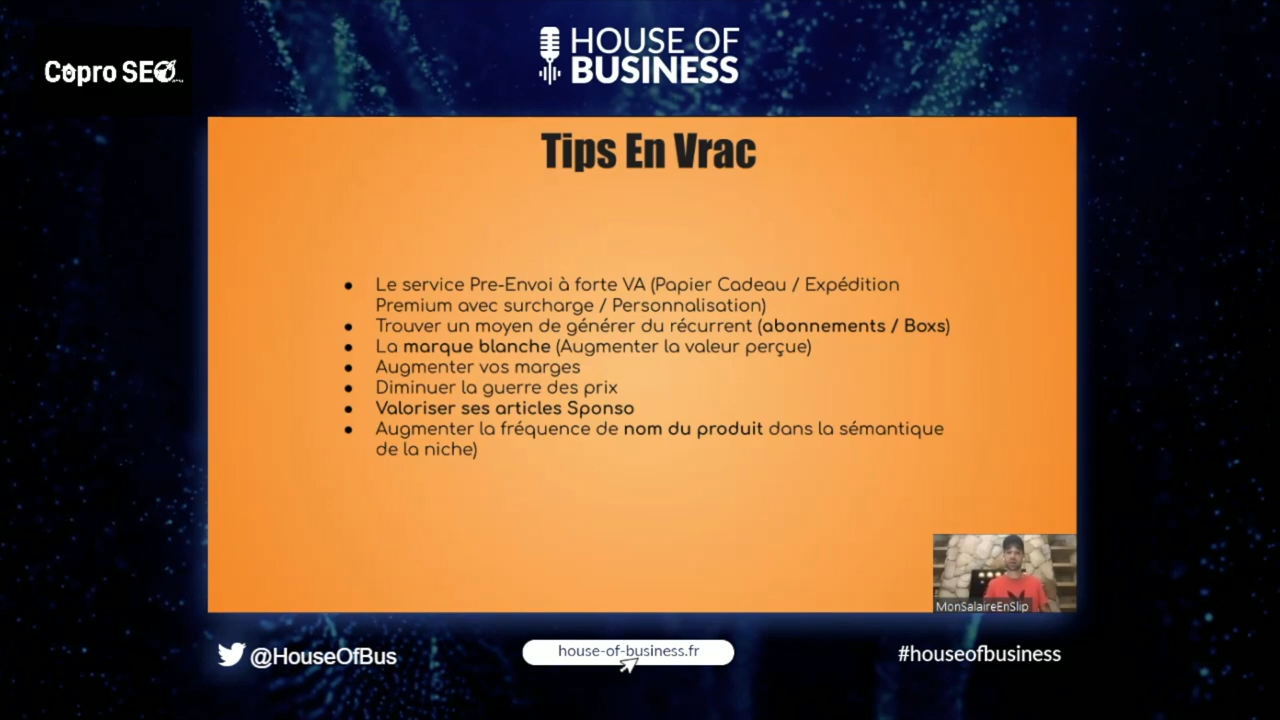 Copro SEO
HOUSE OF
BUSINESS
Tips En Vrac
● Le service Pre-Envoi à forte VA (Papier Cadeau / Expédition
Premium avec surcharge / Personnalisation)
● Trouver un moyen de générer du récurrent (abonnements / Boxs)
● La marque blanche (Augmenter la valeur perçue)
● Augmenter vos marges
● Diminuer la guerre des prix
● Valoriser ses articles Sponso
● Augmenter la fréquence de nom du produit dans la sémantique
de la niche)
MonSalaireEnSlip
@HouseOfBus
house-of-business.fr
#houseofbusiness